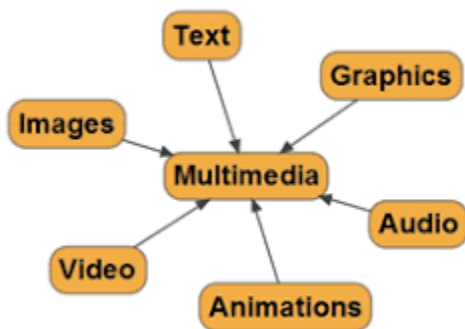 Text
Graphics
Images
Multimedia
Audio
Video
Animations